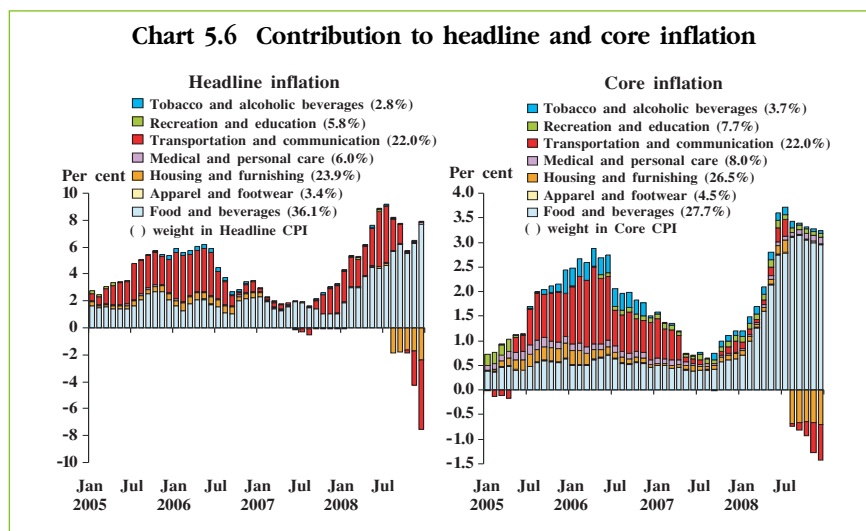 Chart 5.6 Contribution to headline and core inflation
Headline inflation
Tobacco and alcoholic beverages (2.8%)
Recreation and education (5.8%)
Transportation and communication (22.0%)
Medical and personal care (6.0%)
Housing and furnishing (23.9%)
Apparel and footwear (3.4%)
Food and beverages (36.1%)
( ) weight in Headline CPI
Per cent
10
8
6
4
2
0
-2
-4
-6
-8
-10
Jan Jul Jan Jul Jan Jul Jan Jul
2005 2006 2007 2008
Core inflation
Tobacco and alcoholic beverages (3.7%)
Recreation and education (7.7%)
Transportation and communication (22.0%)
Medical and personal care (8.0%)
Housing and furnishing (26.5%)
Apparel and footwear (4.5%)
Food and beverages (27.7%)
( ) weight in Core CPI
Per cent
4.0
3.5
3.0
2.5
2.0
1.5
1.0
0.5
0.0
-0.5
-1.0
-1.5
Jan Jul Jan Jul Jan Jul Jan Jul
2005 2006 2007 2008